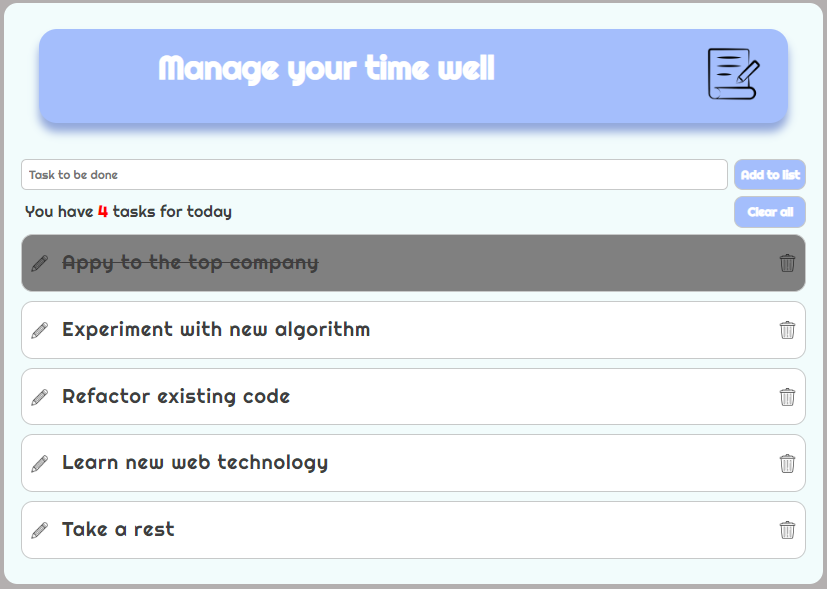 Manage your time well
Task to be done
Add to list
You have 4 tasks for today
Clear all
Appy to the top company
Experiment with new algorithm
Refactor existing code
Learn new web technology
Take a rest